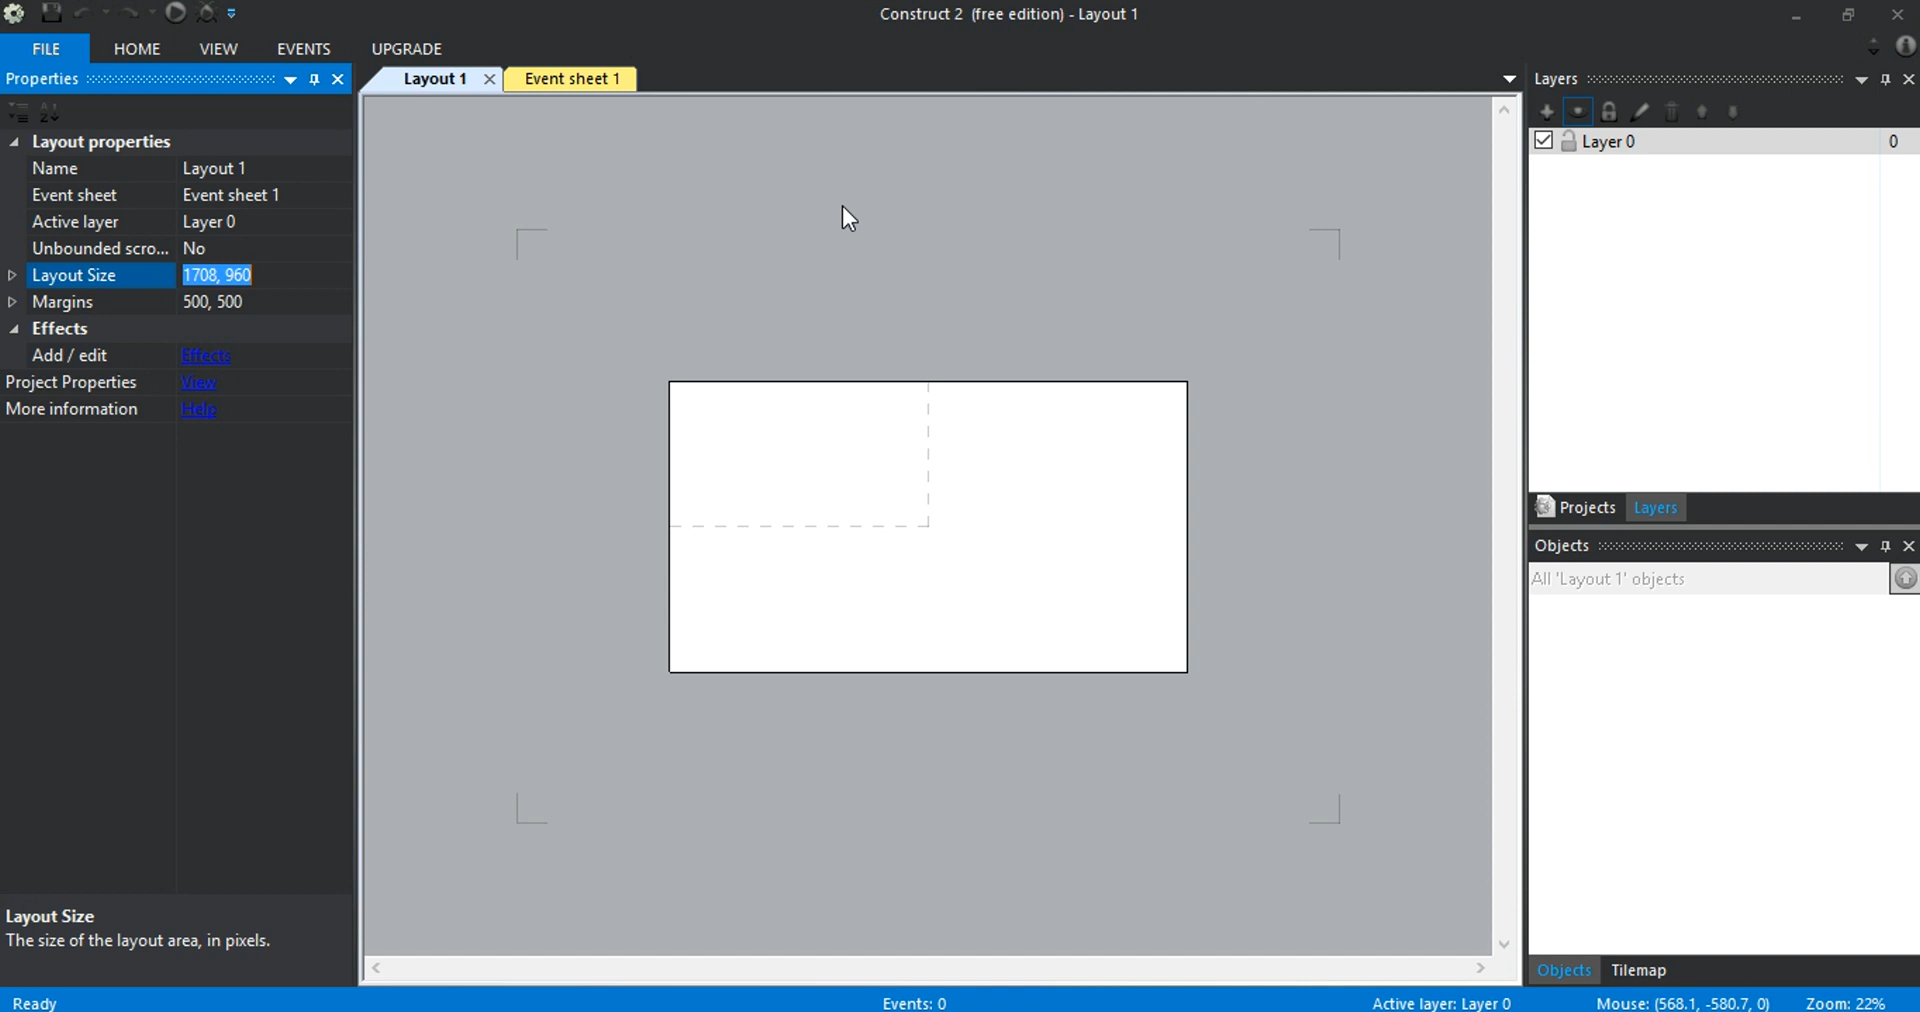 Construct 2 (free edition) - Layout 1
FILE HOME VIEW EVENTS UPGRADE
Properties
Layout 1
Event sheet 1
Layers
Layout properties
Name Layout 1
Event sheet Event sheet 1
Active layer Layer 0
Unbounded scro... No
Layout Size 1708, 960
Margins 500, 500
Effects
Add / edit Effects
Project Properties View
More information Help
Layer 0 0
Projects Layers
Objects
All 'Layout 1' objects
Layout Size
The size of the layout area, in pixels.
Objects Tilemap
Ready Events: 0 Active layer: Layer 0 Mouse: (568.1, -580.7, 0) Zoom: 22%